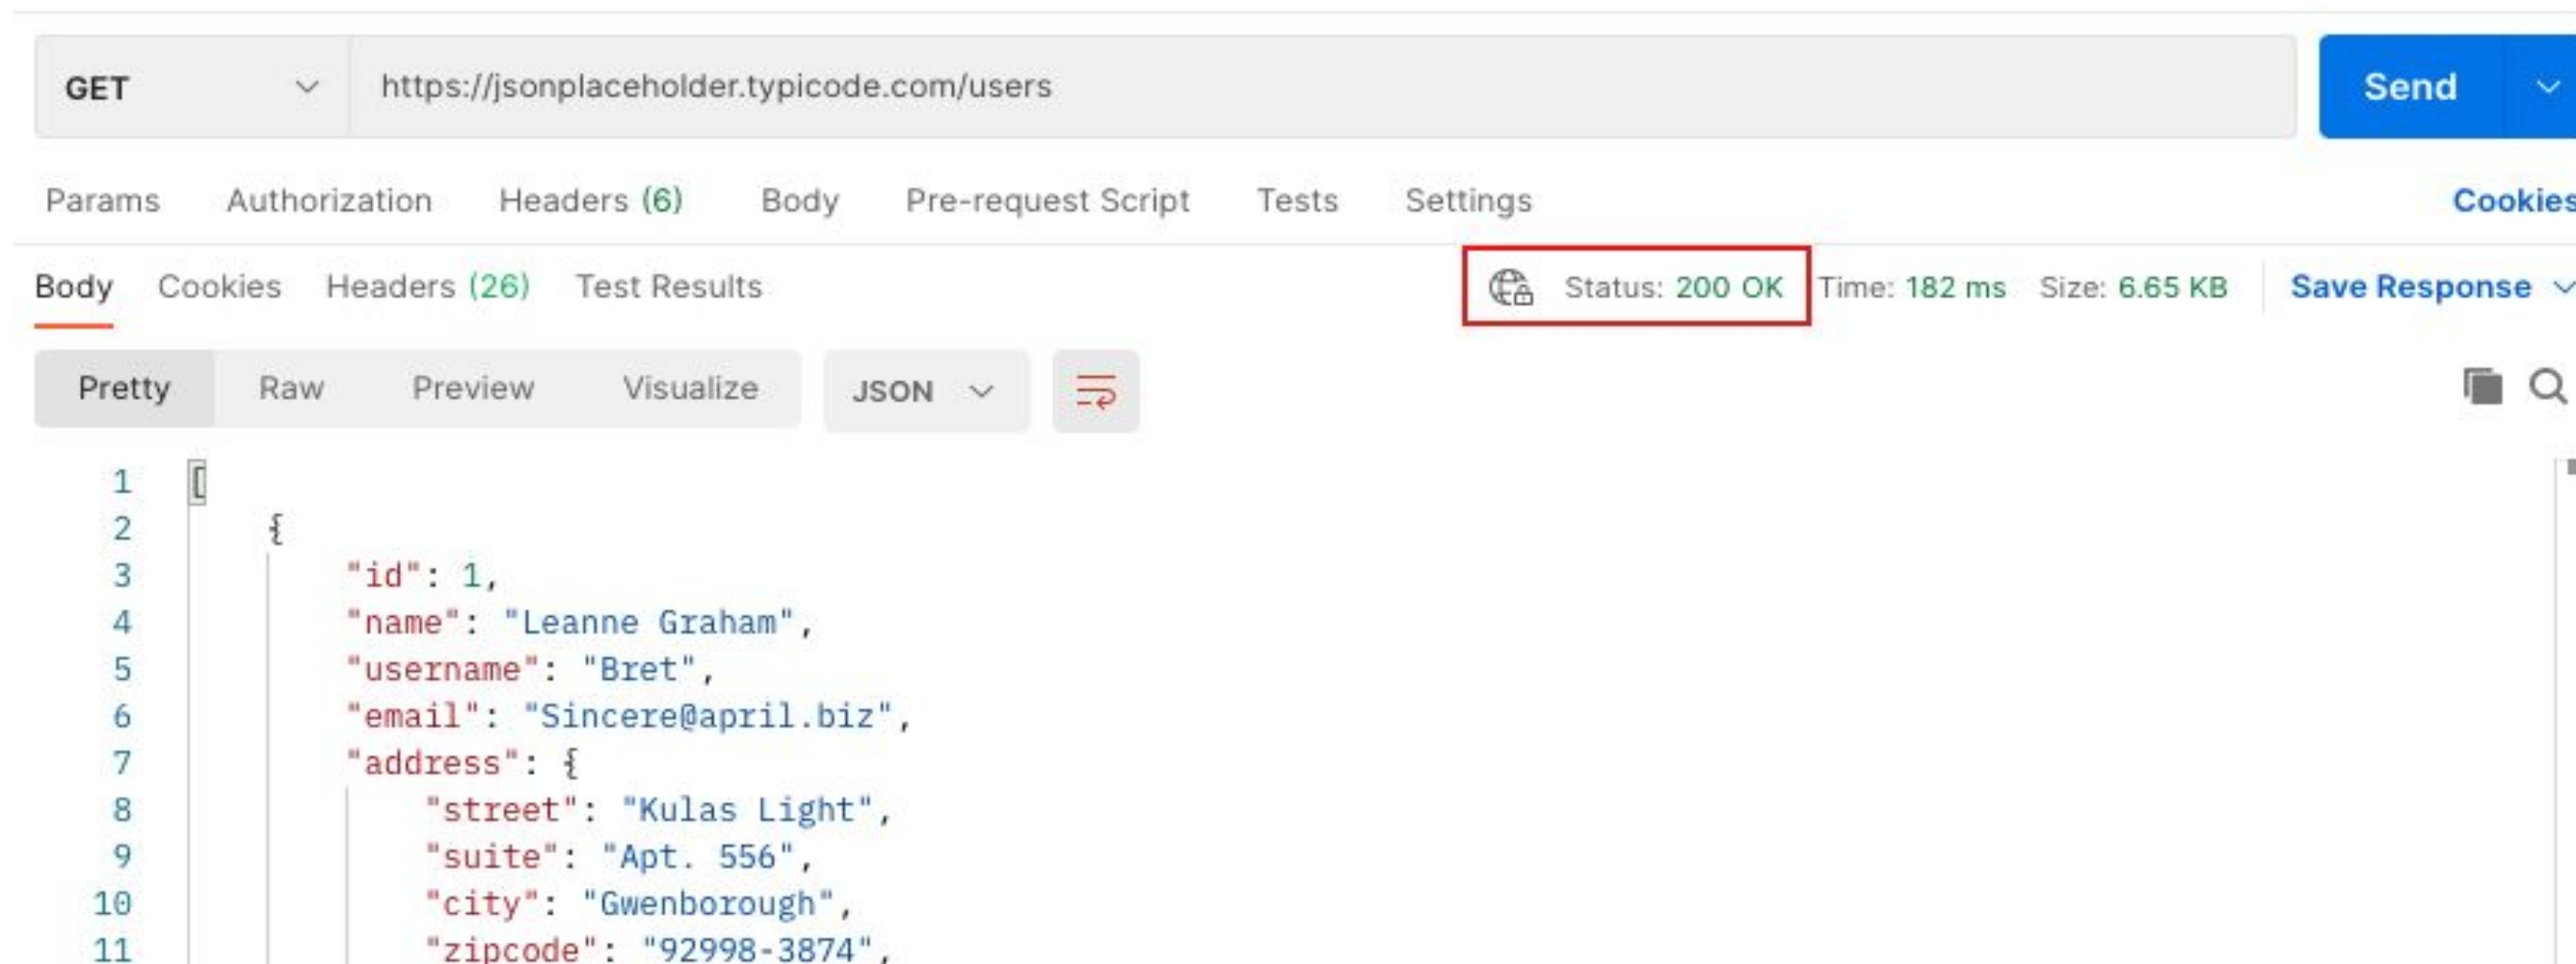 GET https://jsonplaceholder.typicode.com/users Send
Params Authorization Headers (6) Body Pre-request Script Tests Settings Cookies
Body Cookies Headers (26) Test Results Status: 200 OK Time: 182 ms Size: 6.65 KB Save Response
Pretty Raw Preview Visualize JSON
1 [
2 {
3 "id": 1,
4 "name": "Leanne Graham",
5 "username": "Bret",
6 "email": "Sincere@april.biz",
7 "address": {
8 "street": "Kulas Light",
9 "suite": "Apt. 556",
10 "city": "Gwenborough",
11 "zipcode": "92998-3874",